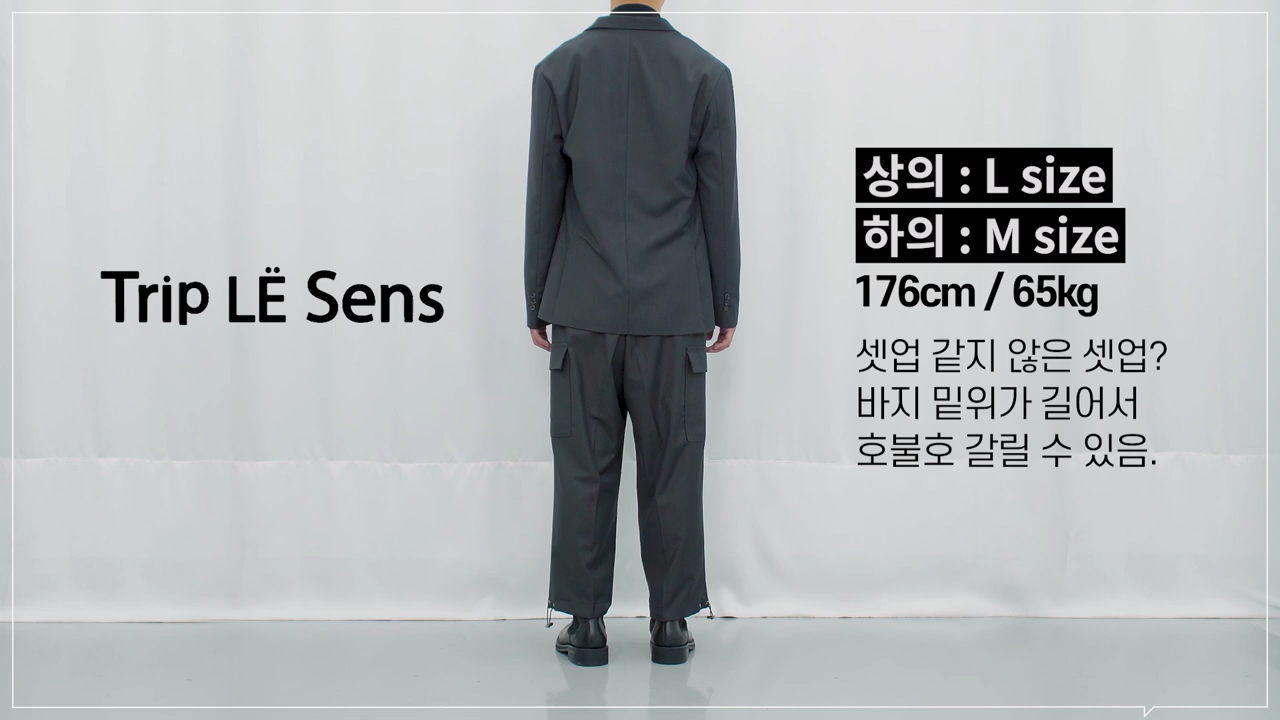 Trip LË Sens
상의 : L size
하의 : M size
176cm / 65kg
셋업 같지 않은 셋업?
바지 밑위가 길어서
호불호 갈릴 수 있음.